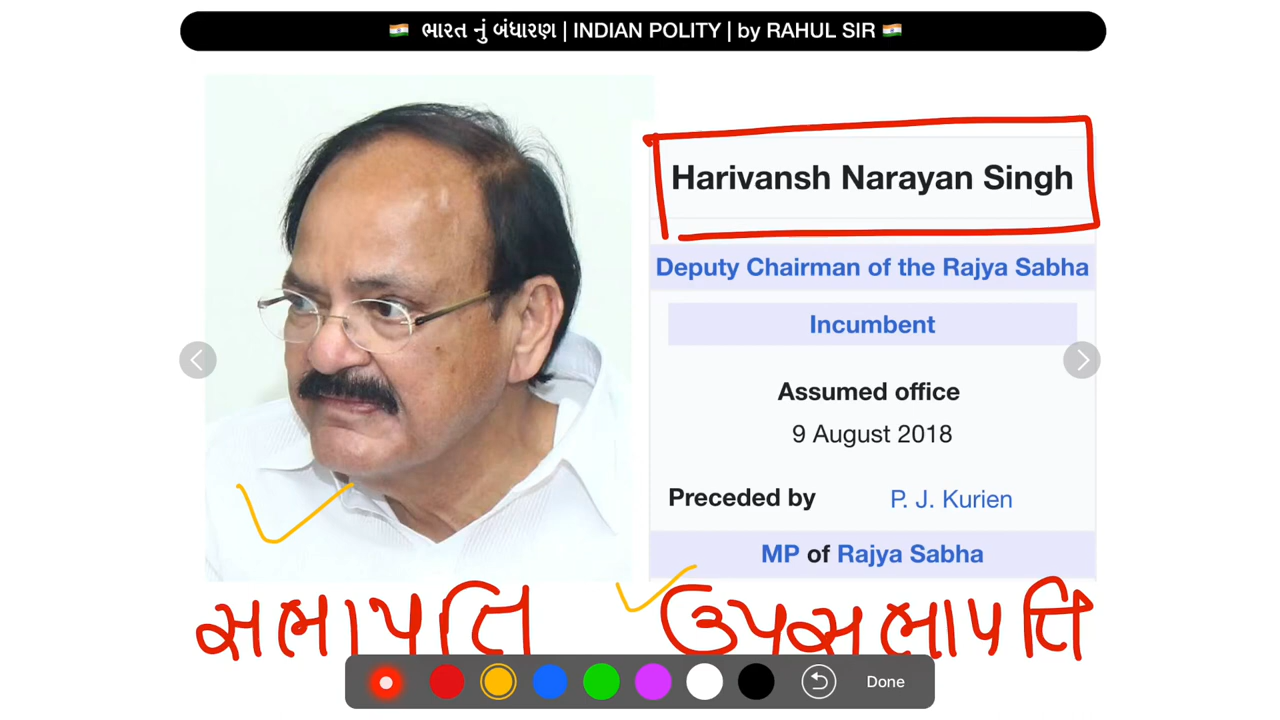 🇮🇳 ભારત નું બંધારણ | INDIAN POLITY | by RAHUL SIR 🇮🇳
Harivansh Narayan Singh
Deputy Chairman of the Rajya Sabha
Incumbent
Assumed office
9 August 2018
Preceded by P. J. Kurien
MP of Rajya Sabha
સભાપતિ ઉપસભાપતિ
Done